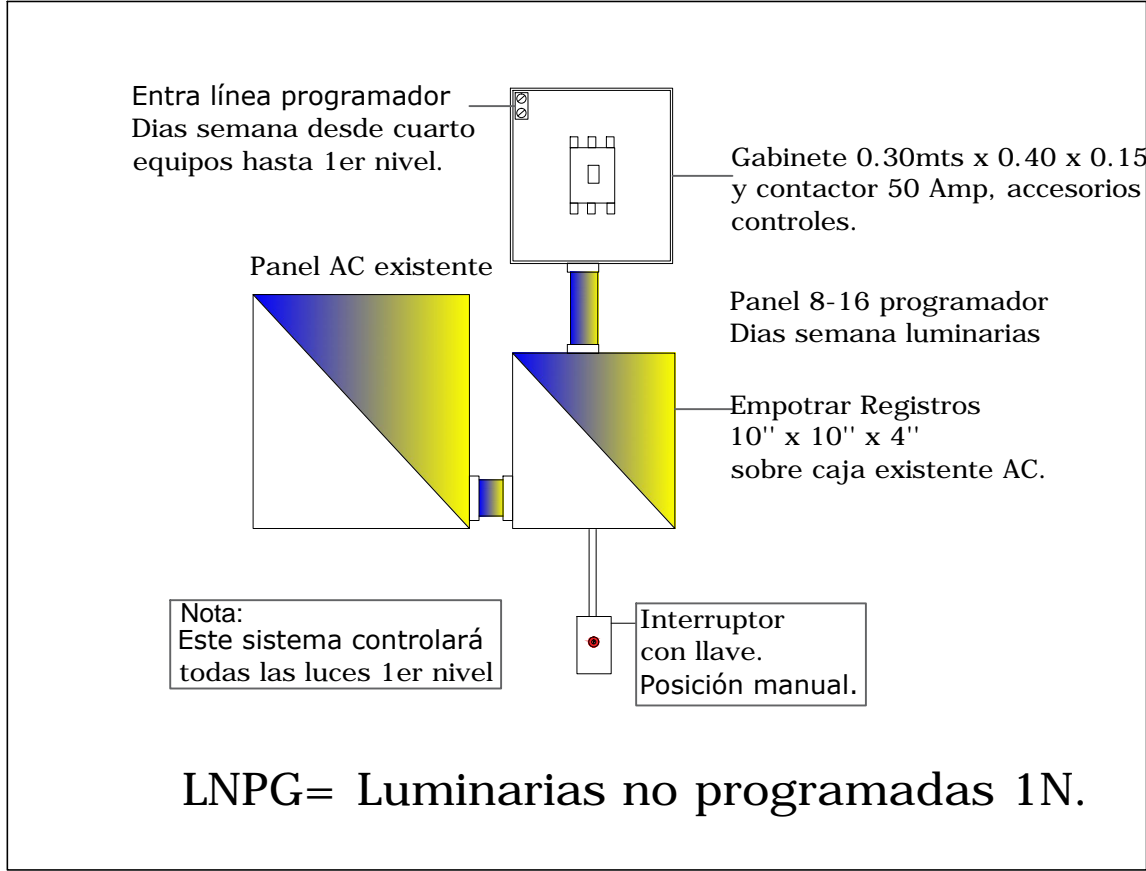 Entra línea programador
Dias semana desde cuarto
equipos hasta 1er nivel.
Gabinete 0.30mts x 0.40 x 0.15
y contactor 50 Amp, accesorios
controles.
Panel AC existente
Panel 8-16 programador
Dias semana luminarias
Empotrar Registros
10'' x 10'' x 4''
sobre caja existente AC.
Nota:
Este sistema controlará
todas las luces 1er nivel
Interruptor
con llave.
Posición manual.
LNPG= Luminarias no programadas 1N.